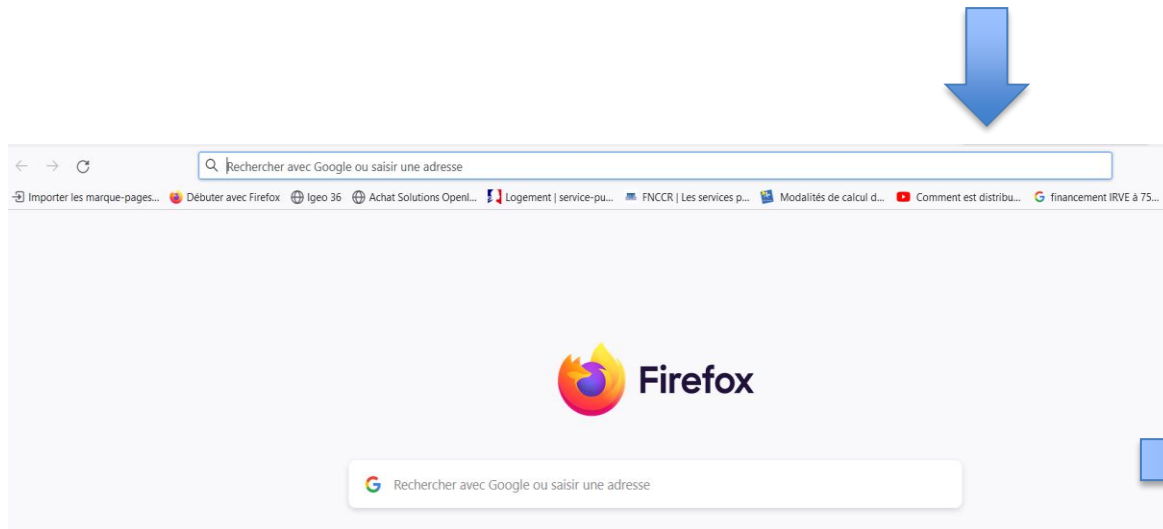 Rechercher avec Google ou saisir une adresse
Importer les marque-pages... Débuter avec Firefox Igeo 36 Achat Solutions Openl... Logement | service-pu... FNCCR | Les services p... Modalités de calcul d... Comment est distribu... financement IRVE à 75...
Firefox
Rechercher avec Google ou saisir une adresse